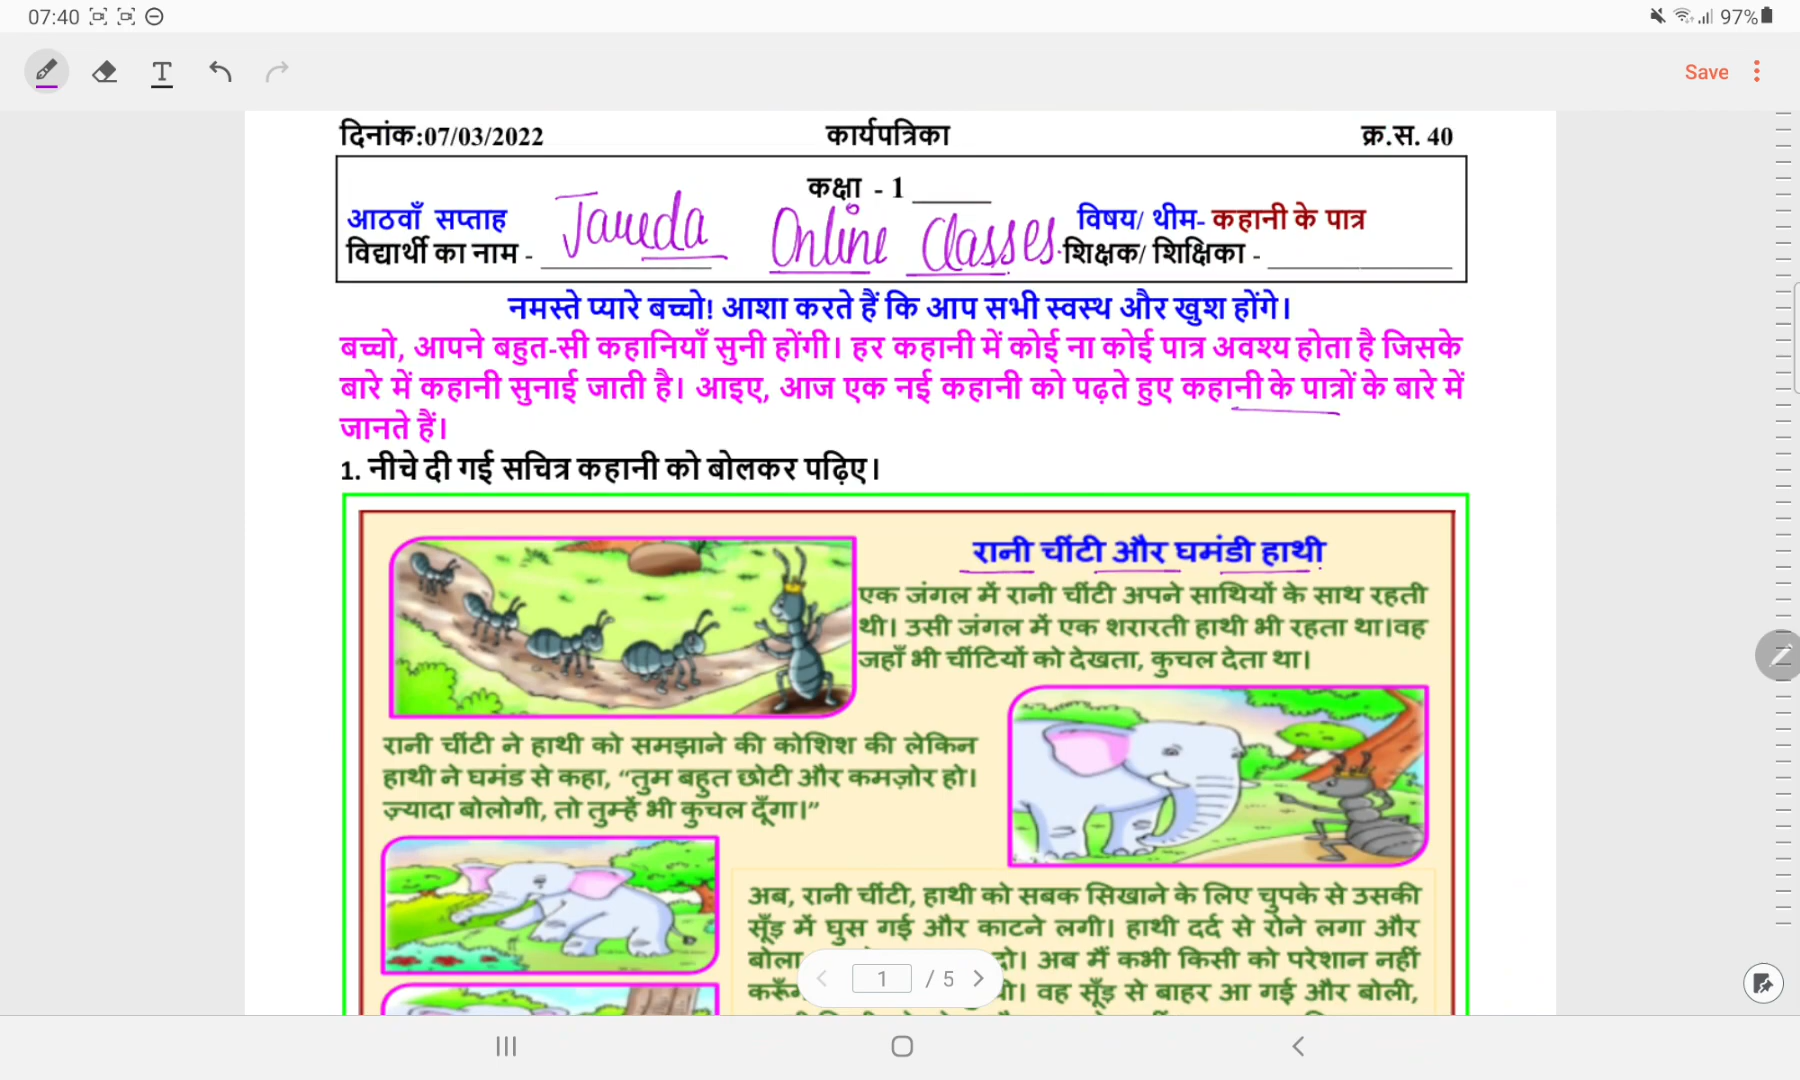 07:40
97%
Save
दिनांक:07/03/2022 कार्यपत्रिका क्र.स. 40
कक्षा - 1 ______
आठवाँ सप्ताह विषय/ थीम- कहानी के पात्र
विद्यार्थी का नाम - Online Classes शिक्षक/ शिक्षिका -
नमस्ते प्यारे बच्चो! आशा करते हैं कि आप सभी स्वस्थ और खुश होंगे।
बच्चो, आपने बहुत-सी कहानियाँ सुनी होंगी। हर कहानी में कोई ना कोई पात्र अवश्य होता है जिसके
बारे में कहानी सुनाई जाती है। आइए, आज एक नई कहानी को पढ़ते हुए कहानी के पात्रों के बारे में
जानते हैं।
1. नीचे दी गई सचित्र कहानी को बोलकर पढ़िए।
रानी चींटी और घमंडी हाथी
एक जंगल में रानी चींटी अपने साथियों के साथ रहती
थी। उसी जंगल में एक शरारती हाथी भी रहता था।वह
जहाँ भी चींटियों को देखता, कुचल देता था।
रानी चींटी ने हाथी को समझाने की कोशिश की लेकिन
हाथी ने घमंड से कहा, “तुम बहुत छोटी और कमज़ोर हो।
ज़्यादा बोलोगी, तो तुम्हें भी कुचल दूँगा।”
अब, रानी चींटी, हाथी को सबक सिखाने के लिए चुपके से उसकी
सूँड में घुस गई और काटने लगी। हाथी दर्द से रोने लगा और
बोला दो। अब मैं कभी किसी को परेशान नहीं
वह सूँड से बाहर आ गई और बोली,
1 / 5